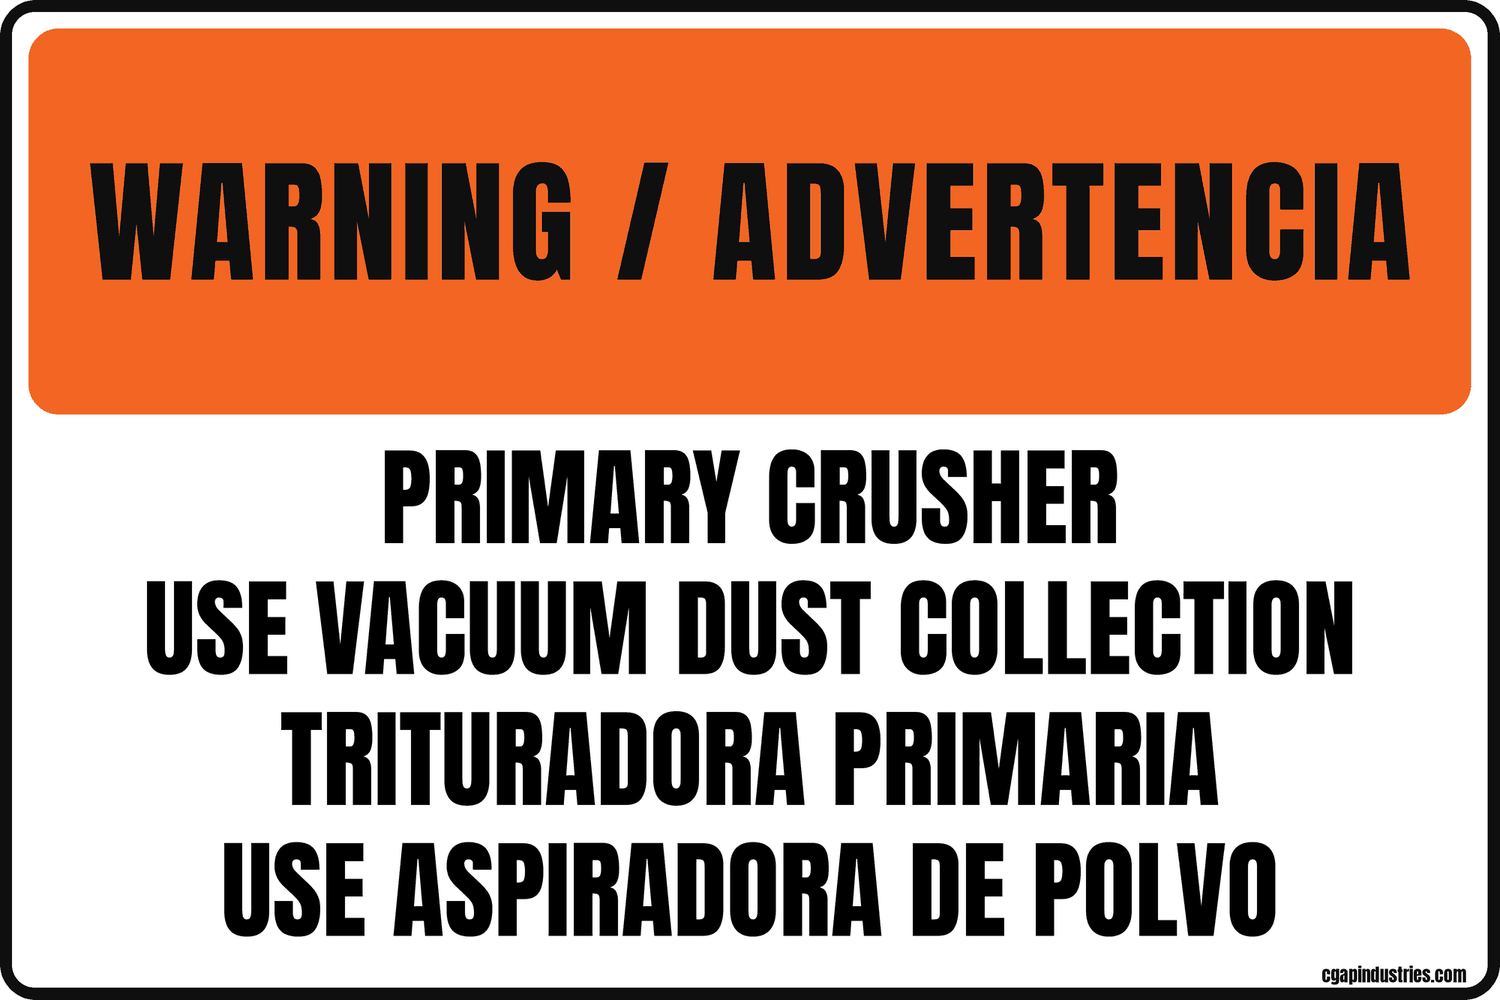 WARNING / ADVERTENCIA
PRIMARY CRUSHER
USE VACUUM DUST COLLECTION
TRITURADORA PRIMARIA
USE ASPIRADORA DE POLVO
cgapindustries.com